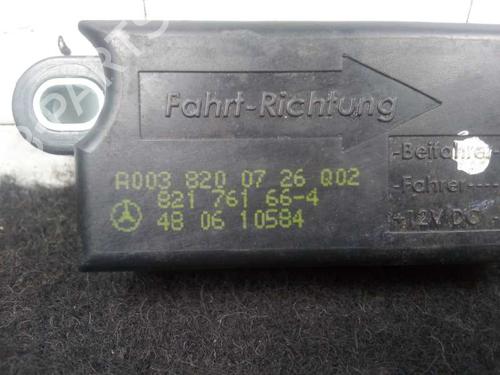 Fahrt-Richtung
A003 820 07 26 Q02
821 761 66-4
48 06 10584
-Beifahrer
-Fahrer
+12V DC